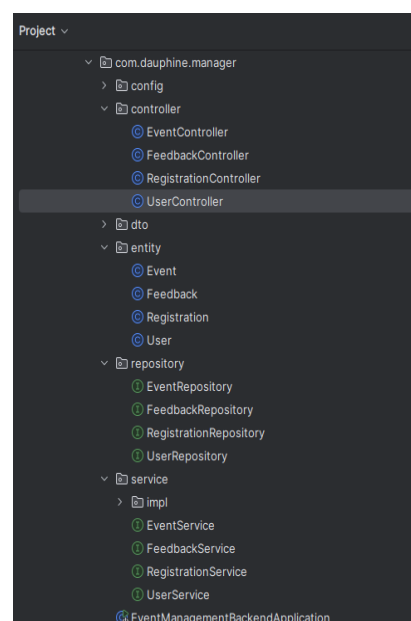 Project
com.dauphine.manager
config
controller
EventController
FeedbackController
RegistrationController
UserController
dto
entity
Event
Feedback
Registration
User
repository
EventRepository
FeedbackRepository
RegistrationRepository
UserRepository
service
impl
EventService
FeedbackService
RegistrationService
UserService
EventManagementBackendApplication